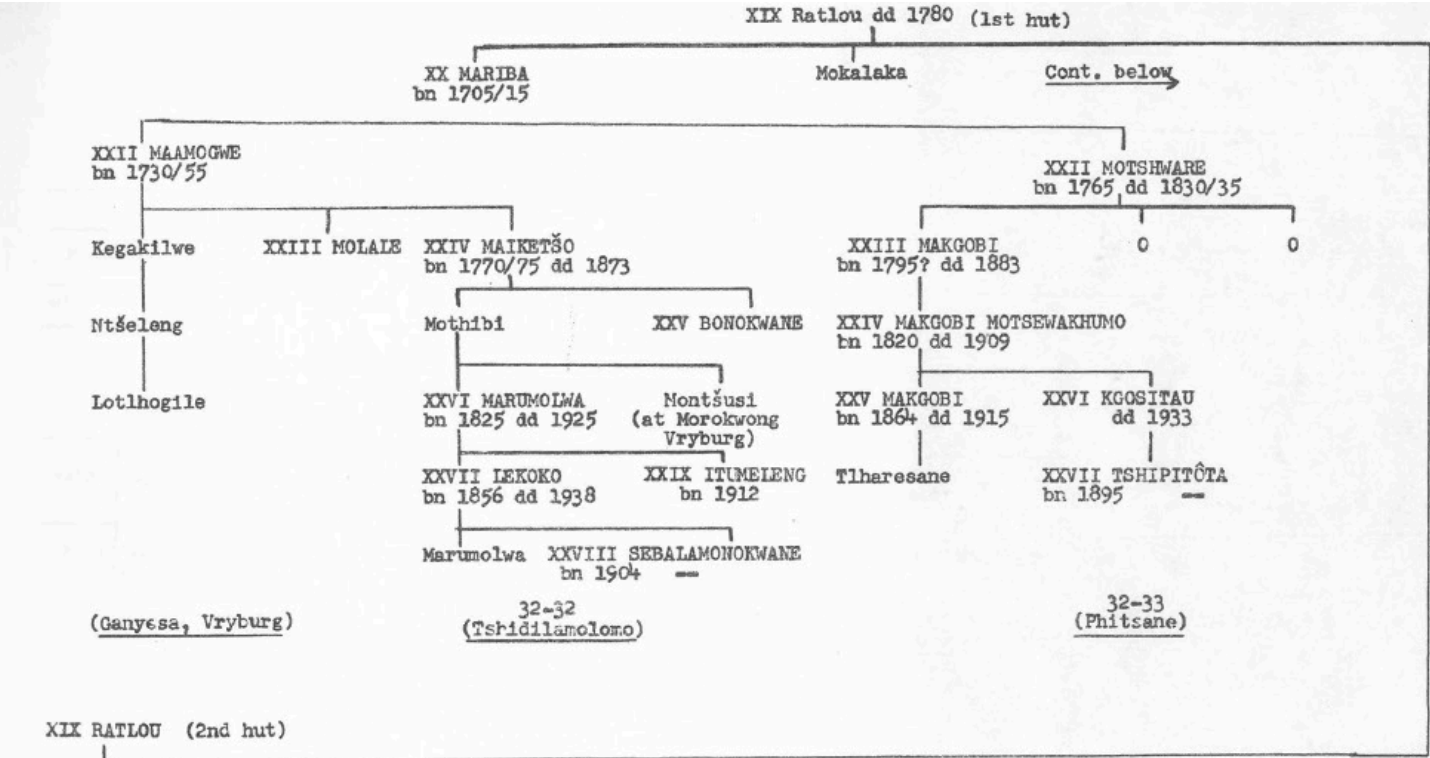 XIX Ratlou dd 1780 (1st hut)
XX MARIBA Mokalaka Cont. below
bn 1705/15
XXII MAAMOGWE XXII MOTSHWARE
bn 1730/55 bn 1765 dd 1830/35
Kegakilwe XXIII MOLALE XXIV MAIKETŠO XXIII MAKGOBI 0 0
bn 1770/75 dd 1873 bn 1795? dd 1883
Ntšeleng Mothibi XXV BONOKWANE XXIV MAKGOBI MOTSEWAKHUMO
bn 1820 dd 1909
Lotlhogile XXVI MARUMOLWA Montšusi XXV MAKGOBI XXVI KGOSITAU
bn 1825 dd 1925 (at Morokwong bn 1864 dd 1915 dd 1933
Vryburg)
XXVII LEKOKO XXIX ITUMELENG Tlharesane XXVII TSHIPITÔTA
bn 1856 dd 1938 bn 1912 bn 1895 --
Marumolwa XXVIII SEBALAMONOKWANE
bn 1904 --
(Ganyesa, Vryburg) 32-32 32-33
(Tshidilamolomo) (Phitsane)
XIX RATLOU (2nd hut)